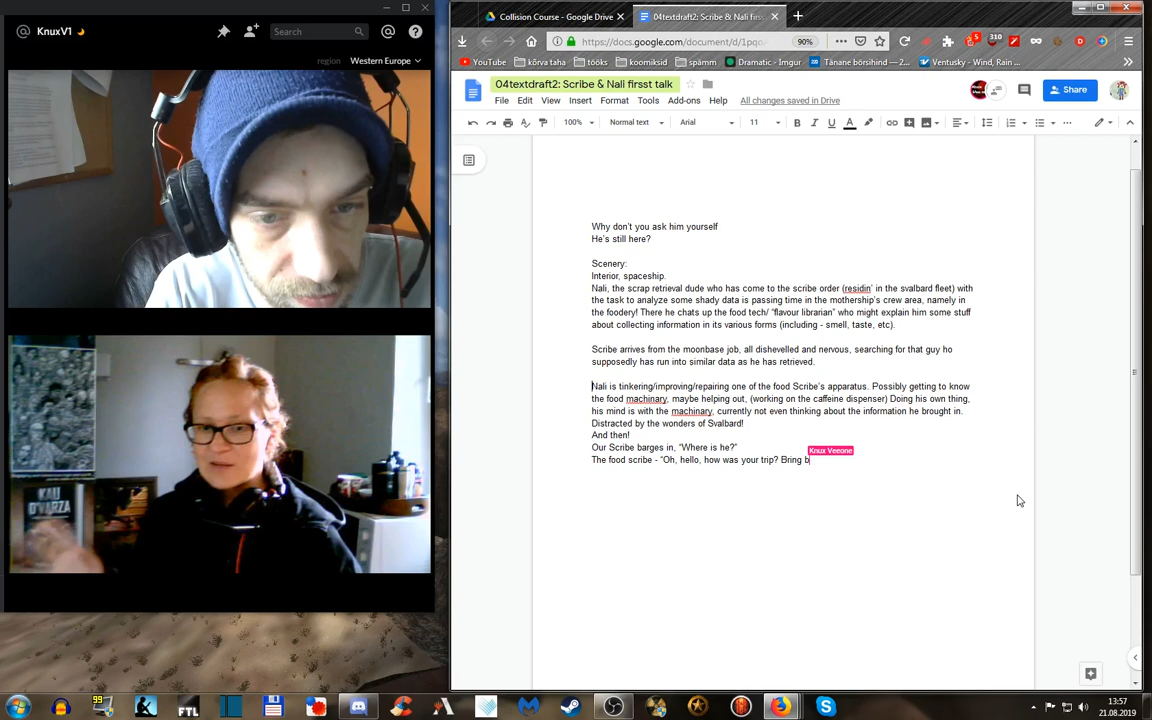 KnuxV1
Search
region
Western Europe
KALI
D'VARZA
Collision Course - Google Drive
04textdraft2: Scribe & Nali firs
https://docs.google.com/document/d/1pqo
90%
5
310
YouTube
kõrva taha
tööks
koomiksid
spämm
Dramatic - Imgur
Tänane börsihind — 2
Ventusky - Wind, Rain ...
04textdraft2: Scribe & Nali firsst talk
File Edit View Insert Format Tools Add-ons Help All changes saved in Drive
Share
100% Normal text Arial 11
Why don't you ask him yourself
He's still here?
Scenery:
Interior, spaceship.
Nali, the scrap retrieval dude who has come to the scribe order (residin' in the svalbard fleet) with
the task to analyze some shady data is passing time in the mothership's crew area, namely in
the foodery! There he chats up the food tech/ "flavour librarian" who might explain him some stuff
about collecting information in its various forms (including - smell, taste, etc).
Scribe arrives from the moonbase job, all dishevelled and nervous, searching for that guy ho
supposedly has run into similar data as he has retrieved.
Nali is tinkering/improving/repairing one of the food Scribe's apparatus. Possibly getting to know
the food machinary, maybe helping out, (working on the caffeine dispenser) Doing his own thing,
his mind is with the machinary, currently not even thinking about the information he brought in.
Distracted by the wonders of Svalbard!
And then!
Our Scribe barges in, "Where is he?"
Knux Veeone
The food scribe - "Oh, hello, how was your trip? Bring b
99
FTL
13:57
21.08.2019